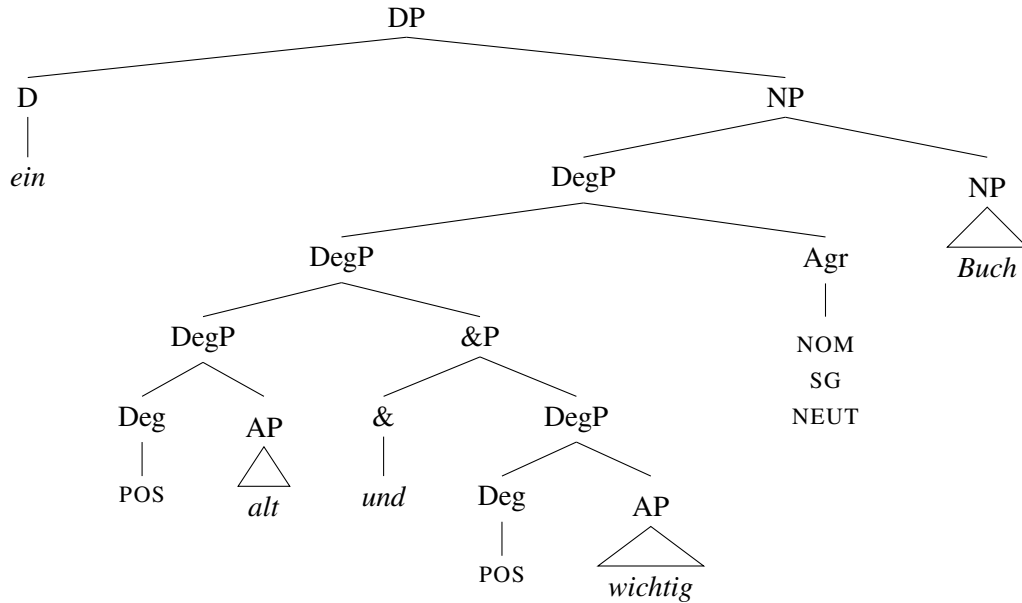 DP
D NP
ein DegP NP
DegP Agr Buch
DegP &P NOM
SG
Deg AP & DegP NEUT
POS alt und Deg AP
POS wichtig